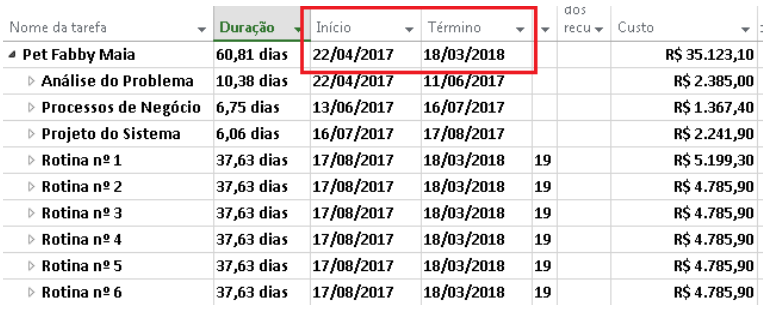 dos
Nome da tarefa Duração Início Término recu Custo
Pet Fabby Maia 60,81 dias 22/04/2017 18/03/2018 R$ 35.123,10
Análise do Problema 10,38 dias 22/04/2017 11/06/2017 R$ 2.385,00
Processos de Negócio 6,75 dias 13/06/2017 16/07/2017 R$ 1.367,40
Projeto do Sistema 6,06 dias 16/07/2017 17/08/2017 R$ 2.241,90
Rotina nº 1 37,63 dias 17/08/2017 18/03/2018 19 R$ 5.199,30
Rotina nº 2 37,63 dias 17/08/2017 18/03/2018 19 R$ 4.785,90
Rotina nº 3 37,63 dias 17/08/2017 18/03/2018 19 R$ 4.785,90
Rotina nº 4 37,63 dias 17/08/2017 18/03/2018 19 R$ 4.785,90
Rotina nº 5 37,63 dias 17/08/2017 18/03/2018 19 R$ 4.785,90
Rotina nº 6 37,63 dias 17/08/2017 18/03/2018 19 R$ 4.785,90